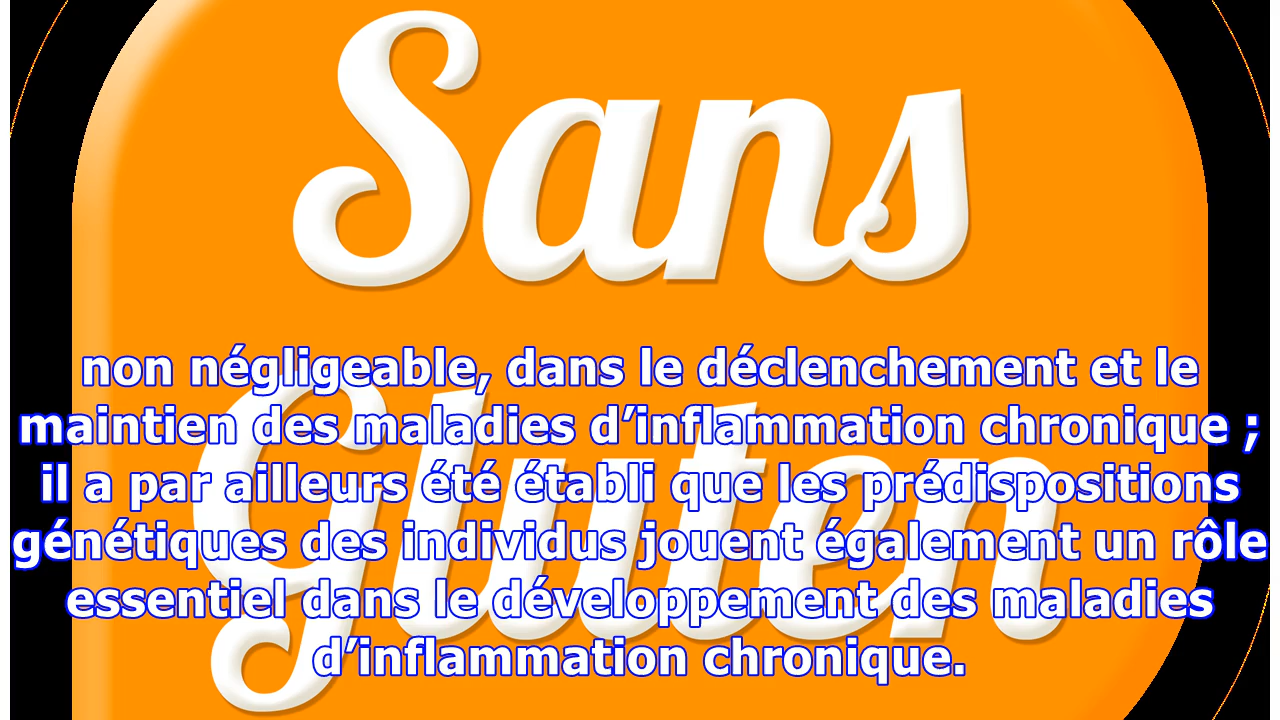 Sans
Gluten
non négligeable, dans le déclenchement et le
maintien des maladies d’inflammation chronique ;
il a par ailleurs été établi que les prédispositions
génétiques des individus jouent également un rôle
essentiel dans le développement des maladies
d’inflammation chronique.